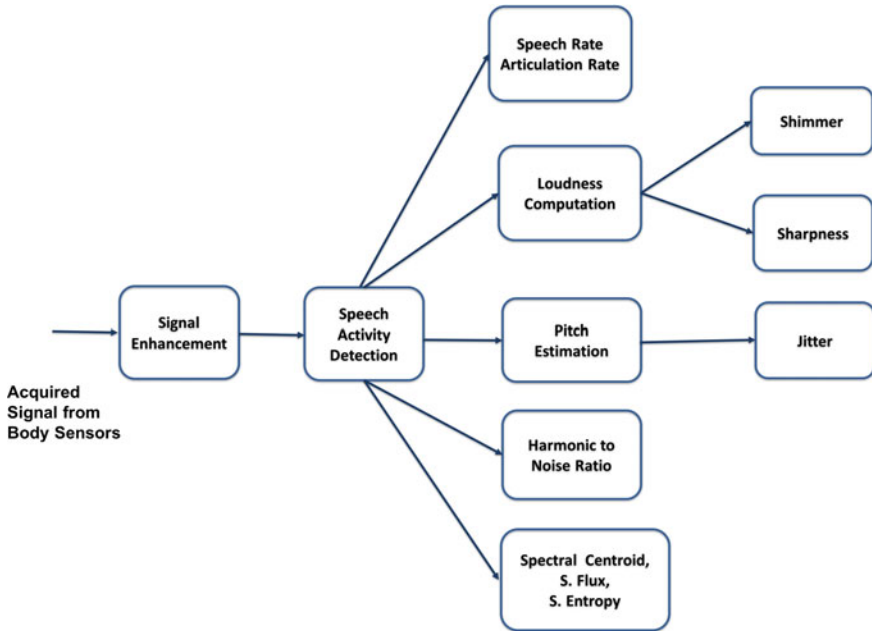 Speech Rate
Articulation Rate
Shimmer
Loudness
Computation
Sharpness
Signal
Enhancement
Speech
Activity
Detection
Pitch
Estimation
Jitter
Acquired
Signal from
Body Sensors
Harmonic to
Noise Ratio
Spectral Centroid,
S. Flux,
S. Entropy